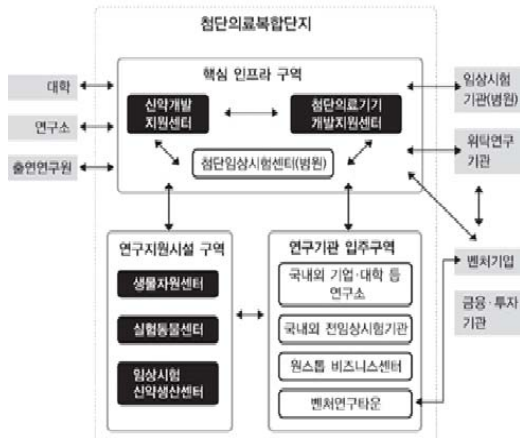 첨단의료복합단지
핵심 인프라 구역
대학
연구소
출연연구원
신약개발
지원센터
첨단의료기기
개발지원센터
첨단임상시험센터(병원)
임상시험
기관(병원)
위탁연구
기관
벤처기업
금융·투자
기관
연구지원시설 구역
생물자원센터
실험동물센터
임상시험
신약생산센터
연구기관 입주구역
국내외 기업·대학 등
연구소
국내외 전임상시험기관
원스톱 비즈니스센터
벤처연구타운